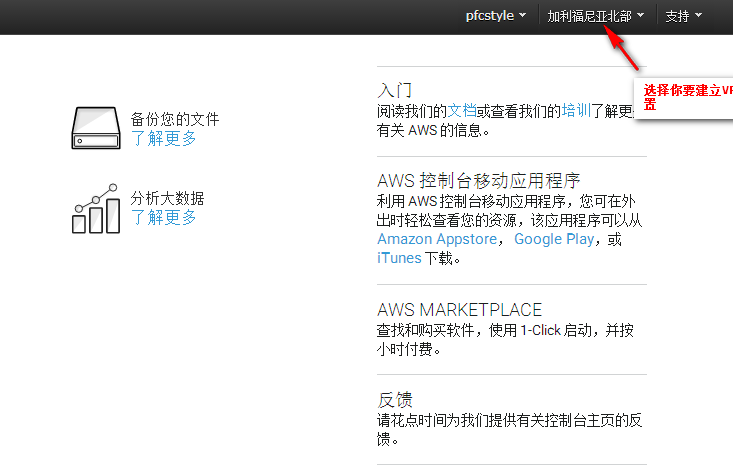 pfcstyle 加利福尼亚北部 支持
选择你要建立VP
置
备份您的文件
了解更多
分析大数据
了解更多
入门
阅读我们的文档或查看我们的培训了解更
有关 AWS 的信息。
AWS 控制台移动应用程序
利用 AWS 控制台移动应用程序，您可在外
出时轻松查看您的资源，该应用程序可以从
Amazon Appstore， Google Play，或
iTunes 下载。
AWS MARKETPLACE
查找和购买软件，使用 1-Click 启动，并按
小时付费。
反馈
请花点时间为我们提供有关控制台主页的反
馈。